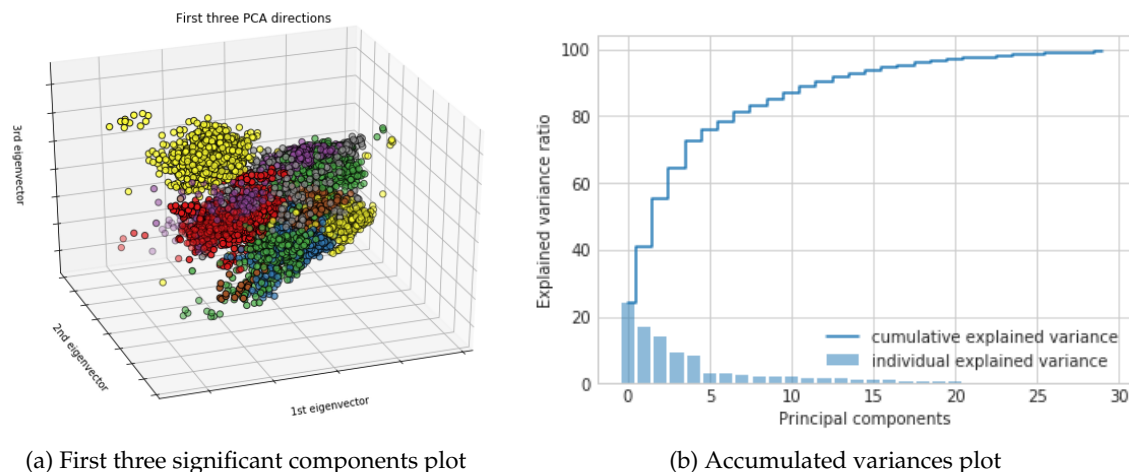 First three PCA directions
3rd eigenvector
2nd eigenvector
1st eigenvector
(a) First three significant components plot
100
80
60
40
20
0
Explained variance ratio
cumulative explained variance
individual explained variance
0 5 10 15 20 25 30
Principal components
(b) Accumulated variances plot